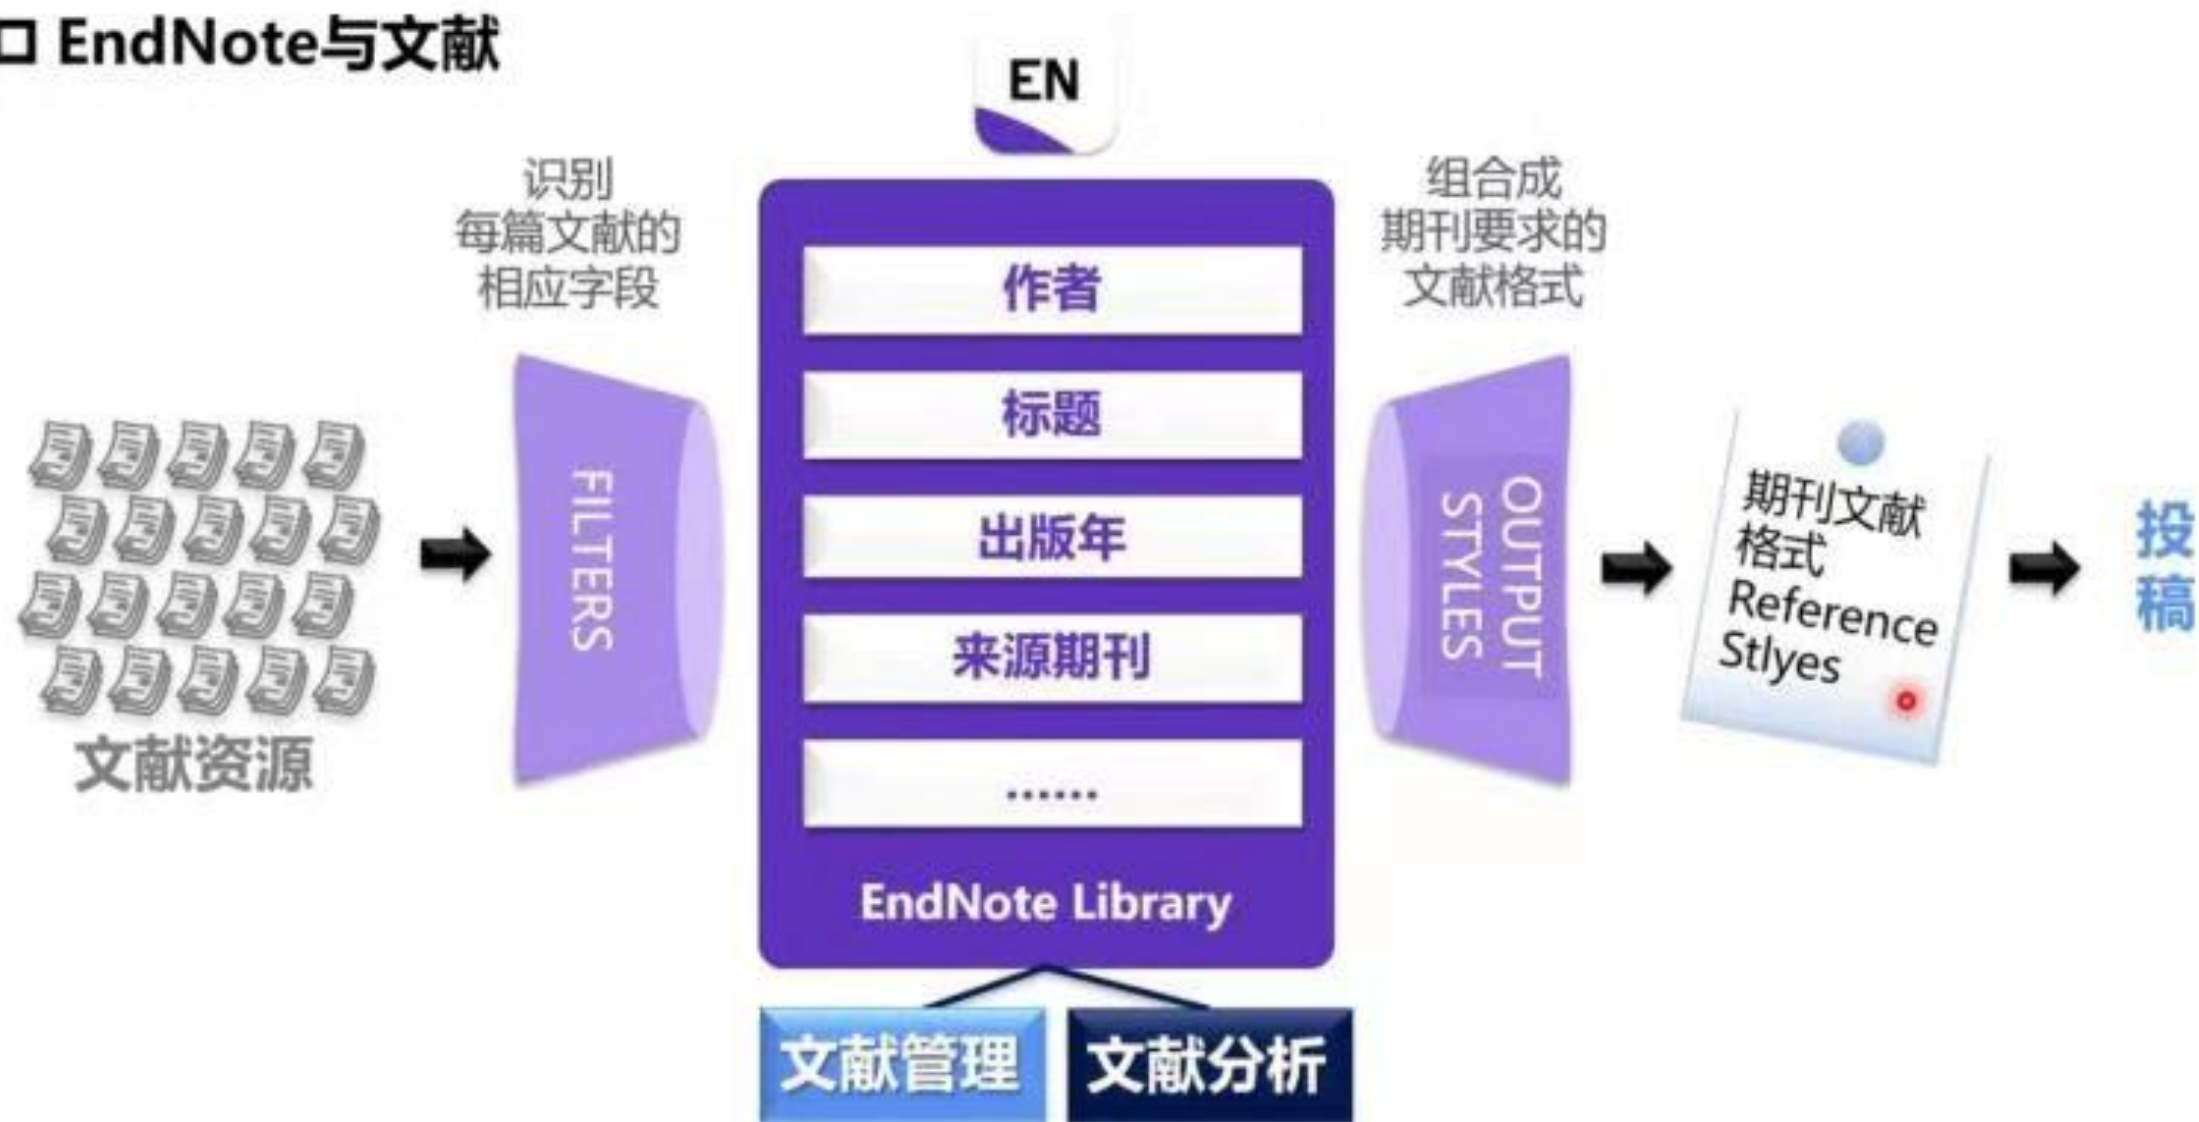 EndNote与文献
EN
识别
每篇文献的
相应字段
组合成
期刊要求的
文献格式
文献资源
FILTERS
作者
标题
出版年
来源期刊
......
EndNote Library
OUTPUT
STYLES
期刊文献
格式
Reference
Stlyes
投
稿
文献管理
文献分析